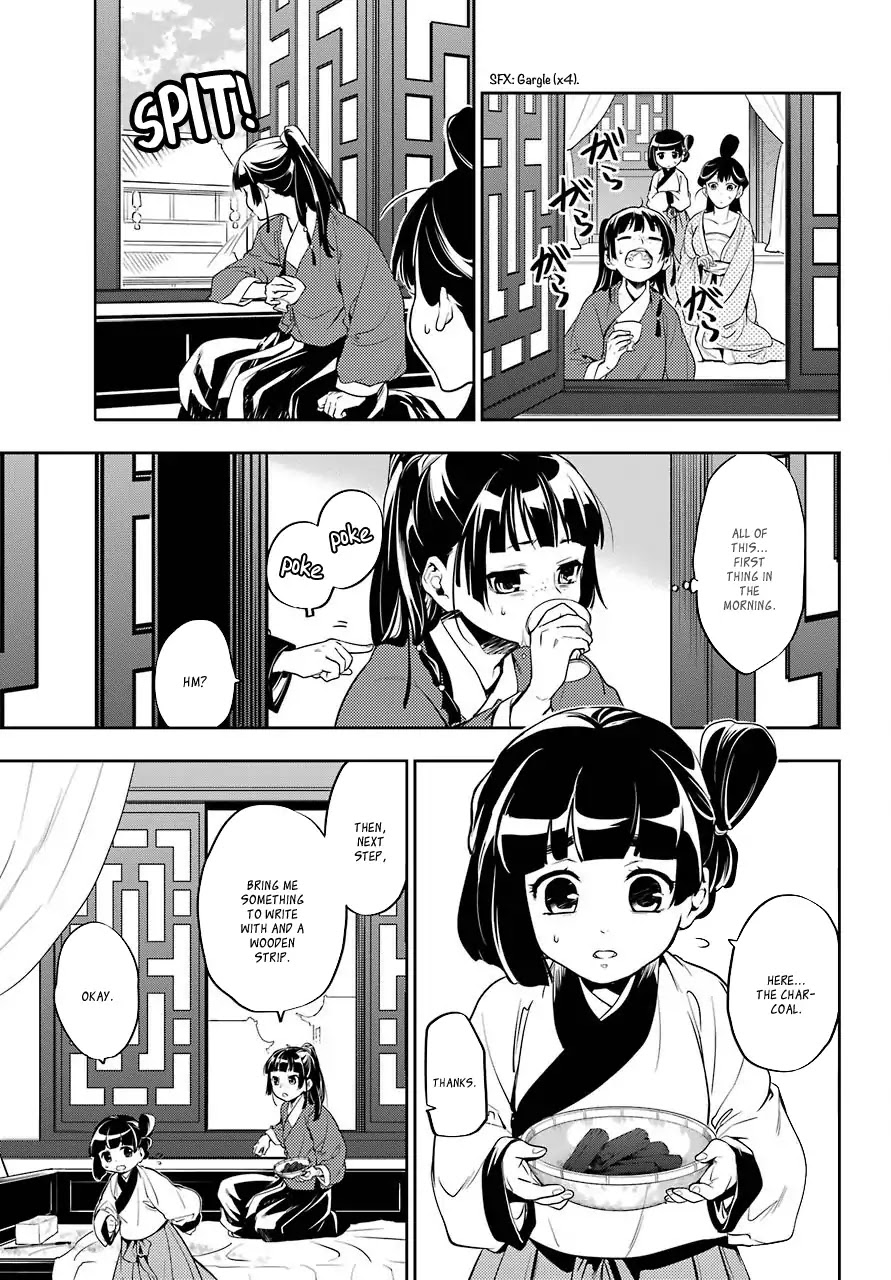 SFX: Gargle (x4).
がら
がら
がら
がら
SPIT!
ALL OF
THIS...
FIRST
THING IN
THE
MORNING.
poke
poke
HM?
HERE...
THE CHAR-
COAL.
THANKS.
THEN,
NEXT
STEP,
BRING ME
SOMETHING
TO WRITE
WITH AND A
WOODEN
STRIP.
OKAY.